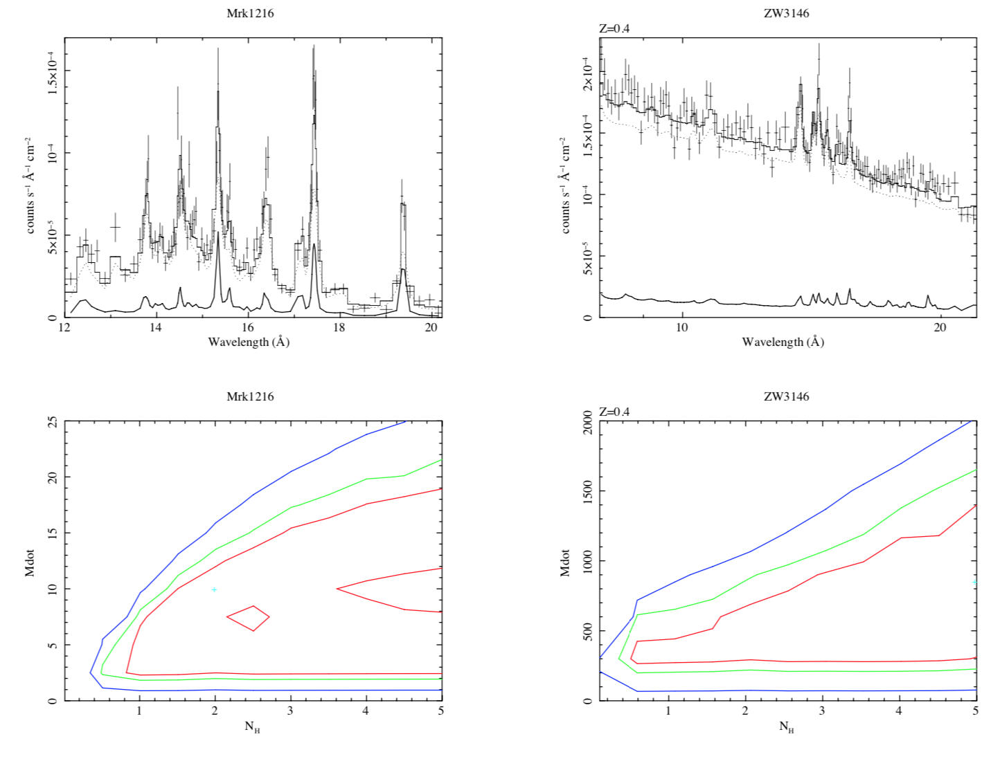 Mrk1216
counts s⁻¹ Å⁻¹ cm⁻²
0 5×10⁻⁵ 10⁻⁴ 1.5×10⁻⁴
12 14 16 18 20
Wavelength (Å)
ZW3146
Z=0.4
counts s⁻¹ Å⁻¹ cm⁻²
0 5×10⁻⁵ 10⁻⁴ 1.5×10⁻⁴ 2×10⁻⁴
10 20
Wavelength (Å)
Mrk1216
Mdot
0 5 10 15 20 25
1 2 3 4 5
N_H
ZW3146
Z=0.4
Mdot
0 500 1000 1500 2000
1 2 3 4 5
N_H